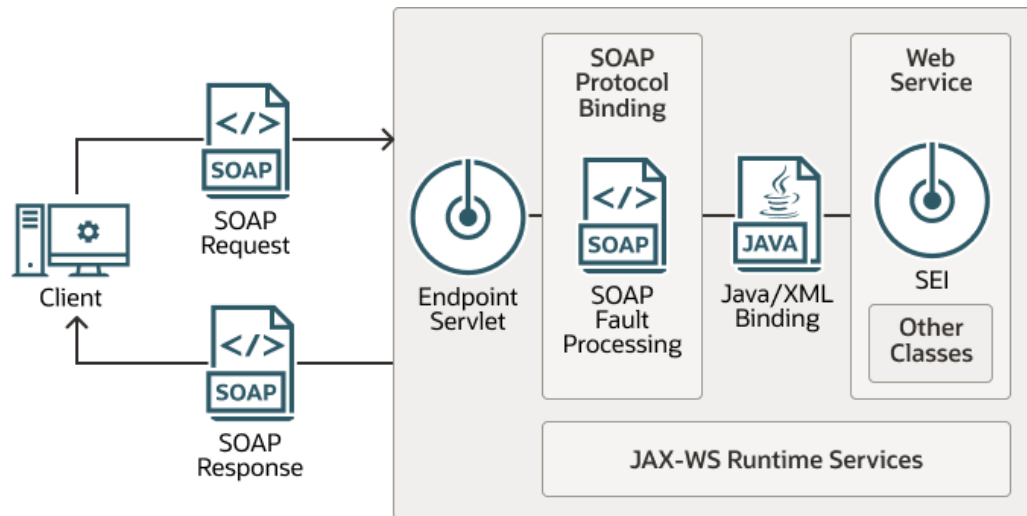 </>
SOAP
SOAP
Request
Client
</>
SOAP
SOAP
Response
Endpoint
Servlet
SOAP
Protocol
Binding
</>
SOAP
SOAP
Fault
Processing
JAVA
Java/XML
Binding
Web
Service
SEI
Other
Classes
JAX-WS Runtime Services